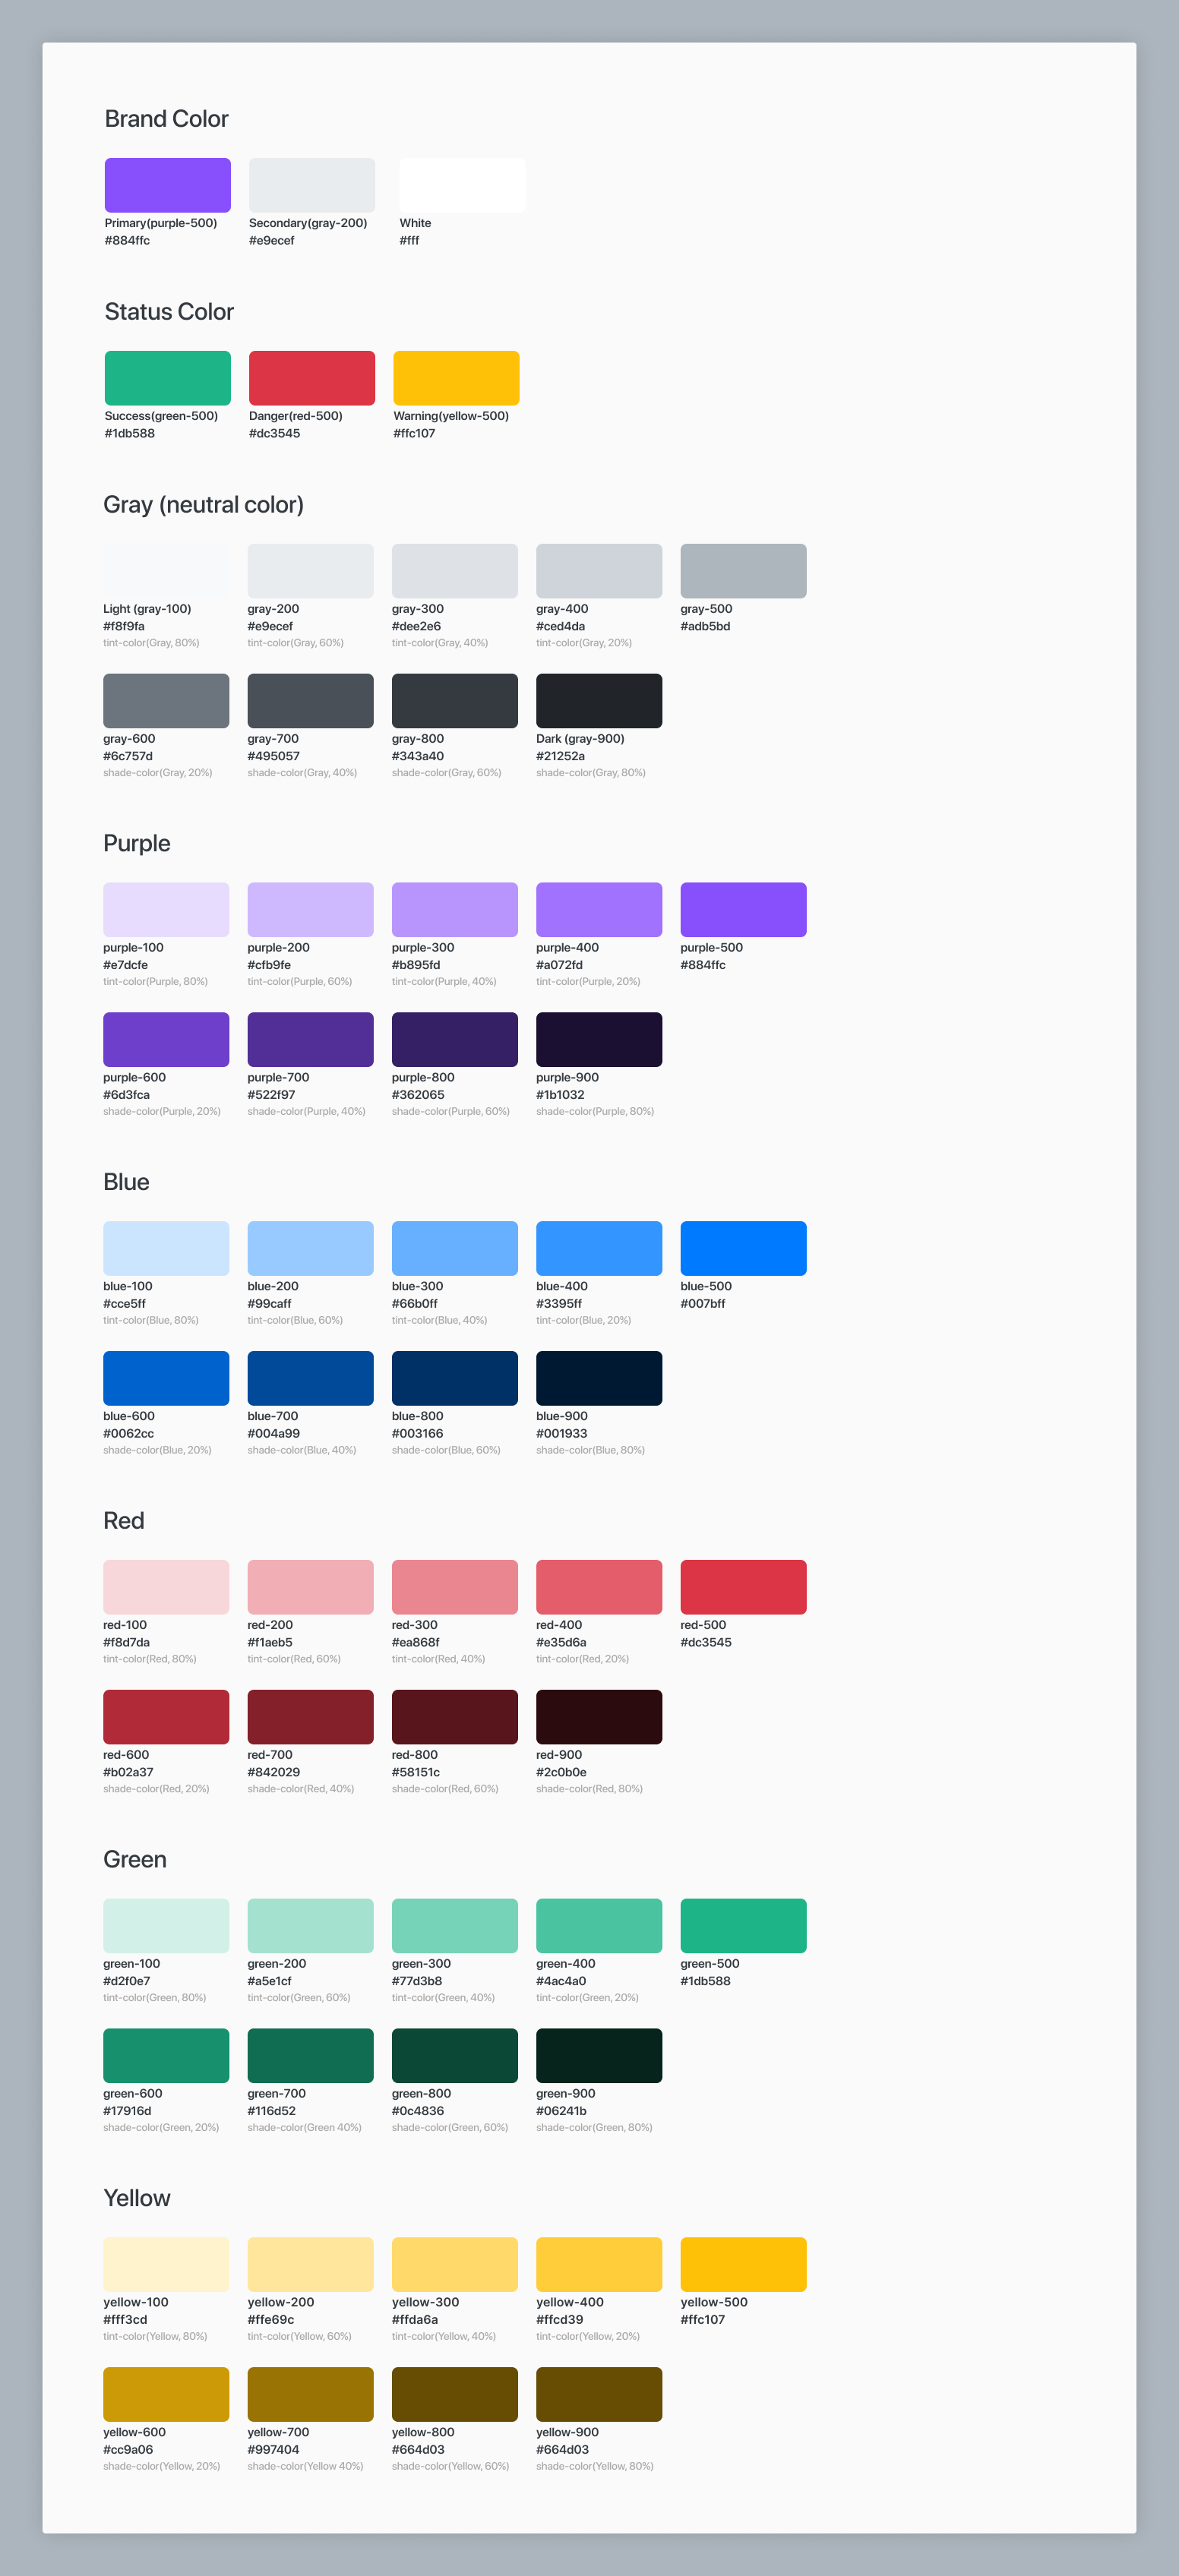 Brand Color
Primary(purple-500) Secondary(gray-200) White
#884ffc #e9ecef #fff
Status Color
Success(green-500) Danger(red-500) Warning(yellow-500)
#1db588 #dc3545 #ffc107
Gray (neutral color)
Light (gray-100) gray-200 gray-300 gray-400 gray-500
#f8f9fa #e9ecef #dee2e6 #ced4da #adb5bd
tint-color(Gray, 80%) tint-color(Gray, 60%) tint-color(Gray, 40%) tint-color(Gray, 20%)
gray-600 gray-700 gray-800 Dark (gray-900)
#6c757d #495057 #343a40 #21252a
shade-color(Gray, 20%) shade-color(Gray, 40%) shade-color(Gray, 60%) shade-color(Gray, 80%)
Purple
purple-100 purple-200 purple-300 purple-400 purple-500
#e7dcfe #cfb9fe #b895fd #a072fd #884ffc
tint-color(Purple, 80%) tint-color(Purple, 60%) tint-color(Purple, 40%) tint-color(Purple, 20%)
purple-600 purple-700 purple-800 purple-900
#6d3fca #522f97 #362065 #1b1032
shade-color(Purple, 20%) shade-color(Purple, 40%) shade-color(Purple, 60%) shade-color(Purple, 80%)
Blue
blue-100 blue-200 blue-300 blue-400 blue-500
#cce5ff #99caff #66b0ff #3395ff #007bff
tint-color(Blue, 80%) tint-color(Blue, 60%) tint-color(Blue, 40%) tint-color(Blue, 20%)
blue-600 blue-700 blue-800 blue-900
#0062cc #004a99 #003166 #001933
shade-color(Blue, 20%) shade-color(Blue, 40%) shade-color(Blue, 60%) shade-color(Blue, 80%)
Red
red-100 red-200 red-300 red-400 red-500
#f8d7da #f1aeb5 #ea868f #e35d6a #dc3545
tint-color(Red, 80%) tint-color(Red, 60%) tint-color(Red, 40%) tint-color(Red, 20%)
red-600 red-700 red-800 red-900
#b02a37 #842029 #58151c #2c0b0e
shade-color(Red, 20%) shade-color(Red, 40%) shade-color(Red, 60%) shade-color(Red, 80%)
Green
green-100 green-200 green-300 green-400 green-500
#d2f0e7 #a5e1cf #77d3b8 #4ac4a0 #1db588
tint-color(Green, 80%) tint-color(Green, 60%) tint-color(Green, 40%) tint-color(Green, 20%)
green-600 green-700 green-800 green-900
#17916d #116d52 #0c4836 #06241b
shade-color(Green, 20%) shade-color(Green 40%) shade-color(Green, 60%) shade-color(Green, 80%)
Yellow
yellow-100 yellow-200 yellow-300 yellow-400 yellow-500
#fff3cd #ffe69c #ffda6a #ffcd39 #ffc107
tint-color(Yellow, 80%) tint-color(Yellow, 60%) tint-color(Yellow, 40%) tint-color(Yellow, 20%)
yellow-600 yellow-700 yellow-800 yellow-900
#cc9a06 #997404 #664d03 #664d03
shade-color(Yellow, 20%) shade-color(Yellow 40%) shade-color(Yellow, 60%) shade-color(Yellow, 80%)